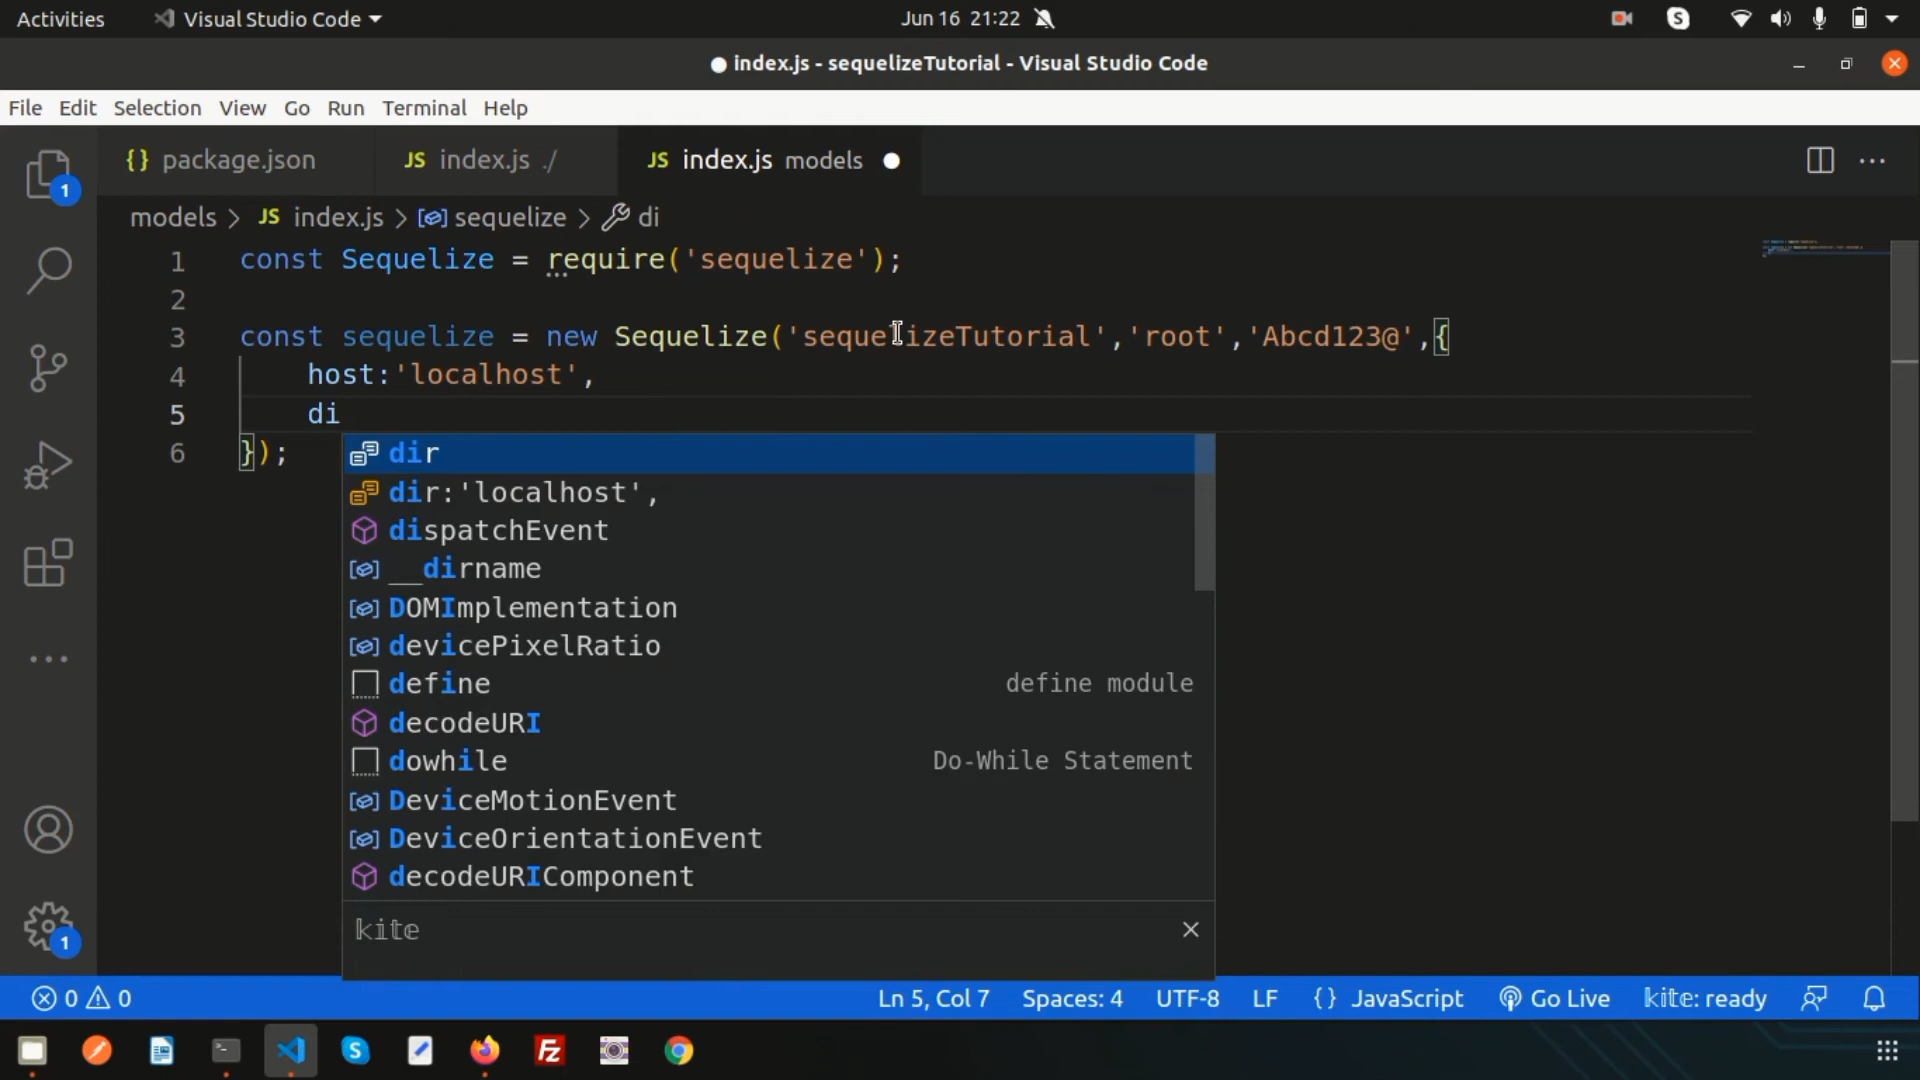 Activities Visual Studio Code Jun 16 21:22
index.js - sequelizeTutorial - Visual Studio Code
File Edit Selection View Go Run Terminal Help
1 {} package.json JS index.js ./ JS index.js models
models > JS index.js > sequelize > di
1 const Sequelize = require('sequelize');
2
3 const sequelize = new Sequelize('sequelizeTutorial','root','Abcd123@',{
4 host:'localhost',
5 di
6 });
dir
dir:'localhost',
dispatchEvent
__dirname
DOMImplementation
devicePixelRatio
define define module
decodeURI
dowhile Do-While Statement
DeviceMotionEvent
DeviceOrientationEvent
decodeURIComponent
kite
1
0 0 Ln 5, Col 7 Spaces: 4 UTF-8 LF {} JavaScript Go Live kite: ready